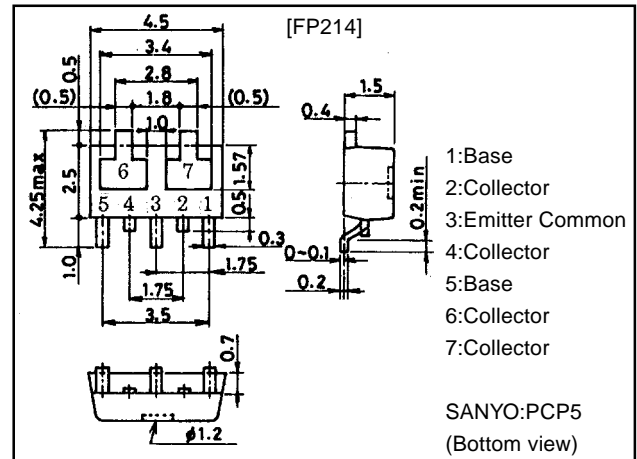 4.5
[FP214]
3.4
2.8
0.5
(0.5) 1.8 (0.5)
1.0
1.5
0.4
6 7
1.57
2.5
4.25max
0.5
5 4 3 2 1
0.3
1.0
1.75
1.75
3.5
0.2min
0~0.1
0.2
0.7
ϕ1.2
1:Base
2:Collector
3:Emitter Common
4:Collector
5:Base
6:Collector
7:Collector
SANYO:PCP5
(Bottom view)